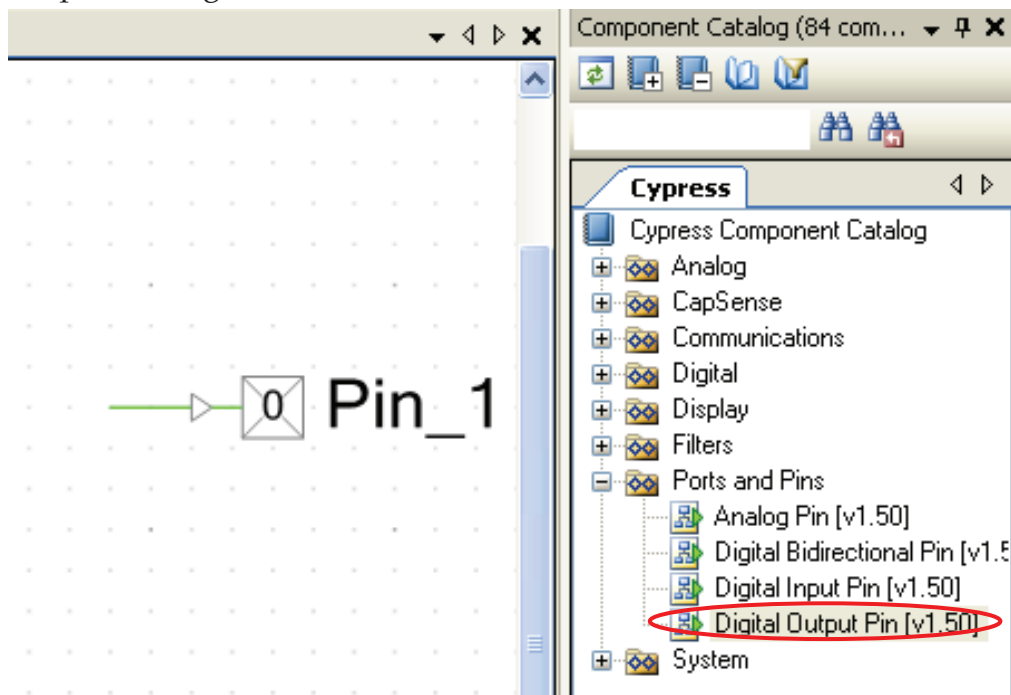 Component Catalog (84 com...
Cypress
Cypress Component Catalog
Analog
CapSense
Communications
Digital
Display
Filters
Ports and Pins
Analog Pin [v1.50]
Digital Bidirectional Pin [v1.5
Digital Input Pin [v1.50]
Digital Output Pin [v1.50]
System
0 Pin_1